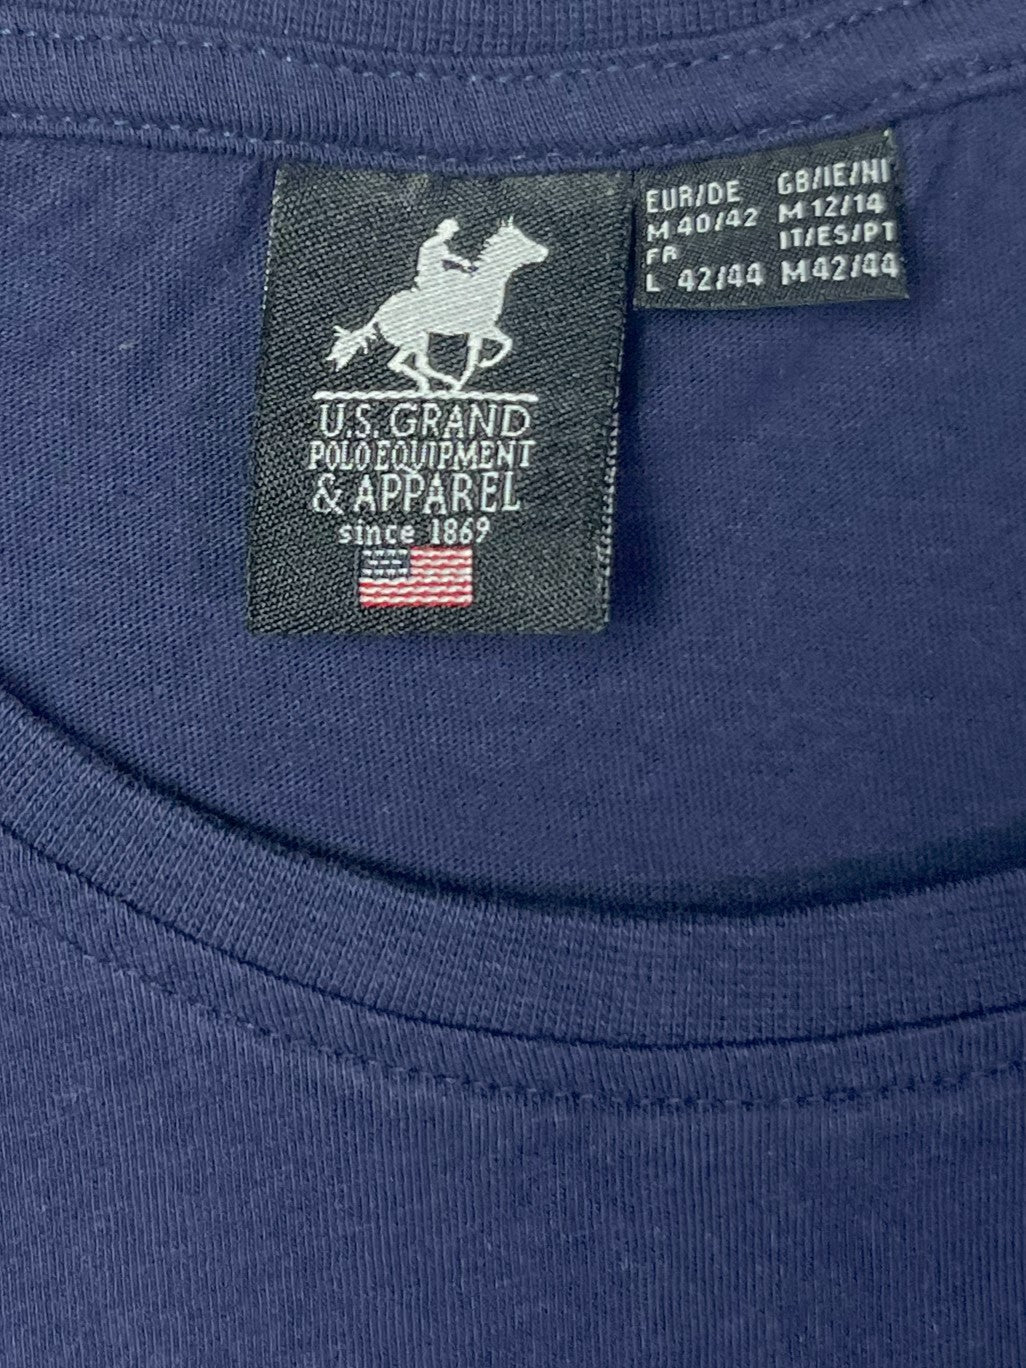 U.S. GRAND
POLO EQUIPMENT
& APPAREL
since 1869
EUR/DE
M 40/42
FR
L 42/44
GB/IE/NI
M 12/14
IT/ES/PT
M 42/44